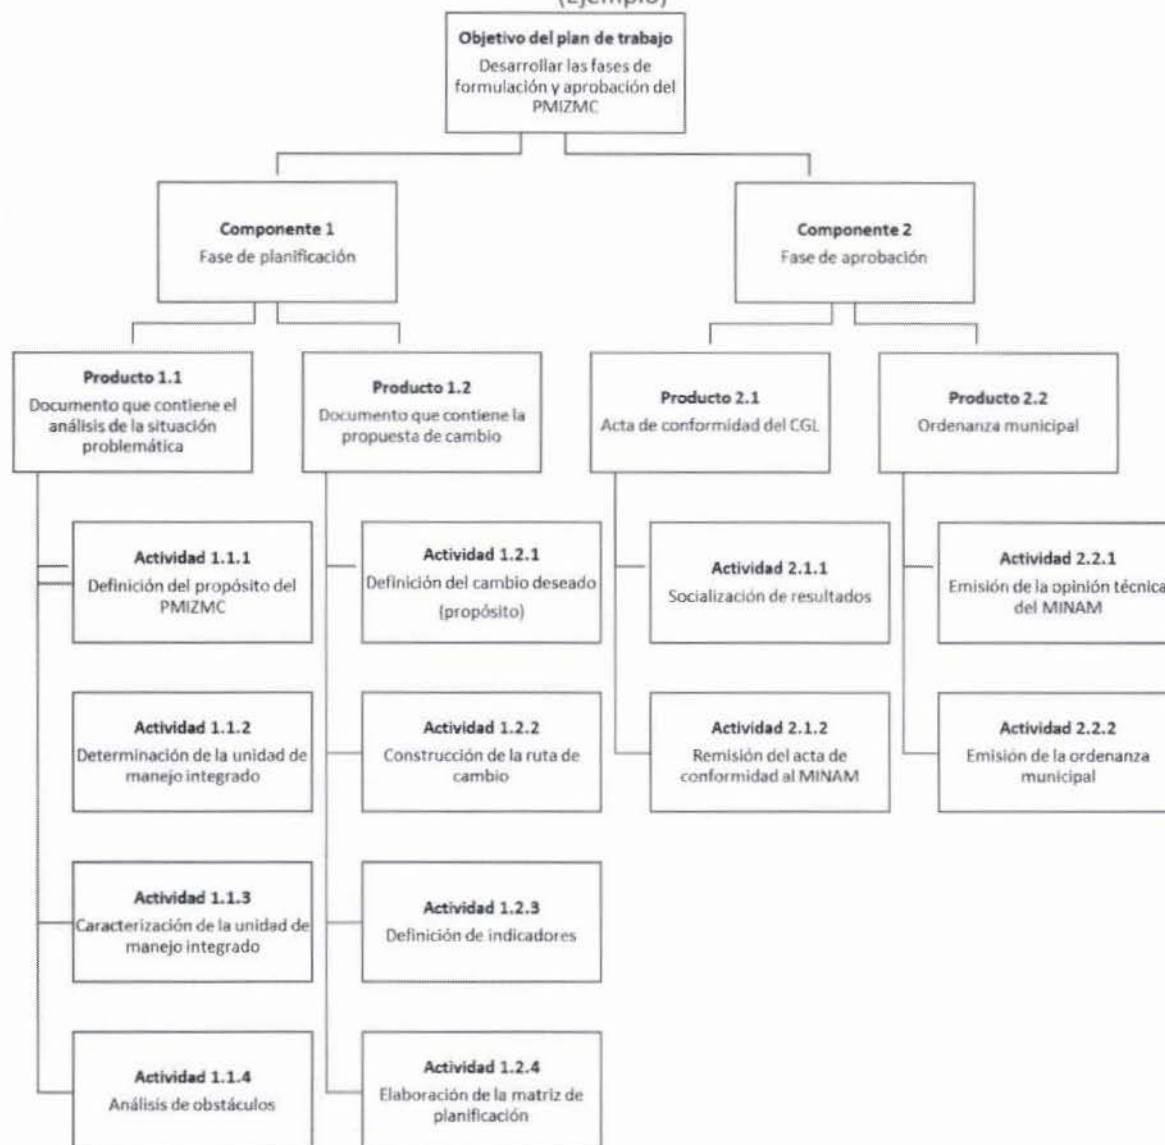 (Ejemplo)
Objetivo del plan de trabajo
Desarrollar las fases de
formulación y aprobación del
PMIZMC
Componente 1
Fase de planificación
Componente 2
Fase de aprobación
Producto 1.1
Documento que contiene el
análisis de la situación
problemática
Producto 1.2
Documento que contiene la
propuesta de cambio
Producto 2.1
Acta de conformidad del CGL
Producto 2.2
Ordenanza municipal
Actividad 1.1.1
Definición del propósito del
PMIZMC
Actividad 1.2.1
Definición del cambio deseado
(propósito)
Actividad 2.1.1
Socialización de resultados
Actividad 2.2.1
Emisión de la opinión técnica
del MINAM
Actividad 1.1.2
Determinación de la unidad de
manejo integrado
Actividad 1.2.2
Construcción de la ruta de
cambio
Actividad 2.1.2
Remisión del acta de
conformidad al MINAM
Actividad 2.2.2
Emisión de la ordenanza
municipal
Actividad 1.1.3
Caracterización de la unidad de
manejo integrado
Actividad 1.2.3
Definición de indicadores
Actividad 1.1.4
Análisis de obstáculos
Actividad 1.2.4
Elaboración de la matriz de
planificación